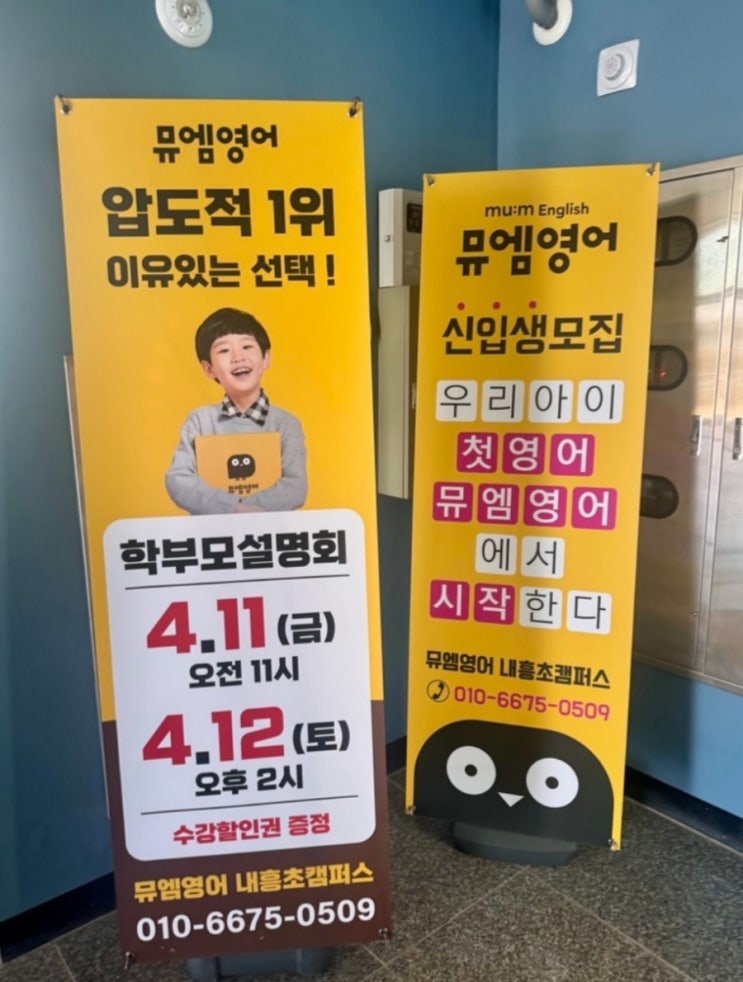 뮤엠영어
압도적 1위
이유있는 선택 !
뮤엠영어
학부모설명회
4.11 (금)
오전 11시
4.12 (토)
오후 2시
수강할인권 증정
뮤엠영어 내흥초캠퍼스
010-6675-0509
mu:m English
뮤엠영어
신입생모집
우리아이
첫영어
뮤엠영어
에서
시작한다
뮤엠영어 내흥초캠퍼스
010-6675-0509